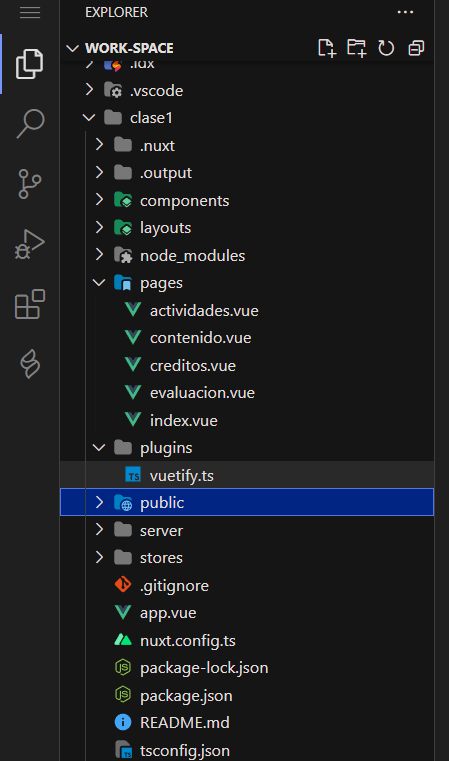 EXPLORER
WORK-SPACE
.idx
.vscode
clase1
.nuxt
.output
components
layouts
node_modules
pages
actividades.vue
contenido.vue
creditos.vue
evaluacion.vue
index.vue
plugins
TS vuetify.ts
public
server
stores
.gitignore
app.vue
nuxt.config.ts
JS package-lock.json
JS package.json
README.md
TS tsconfig.json